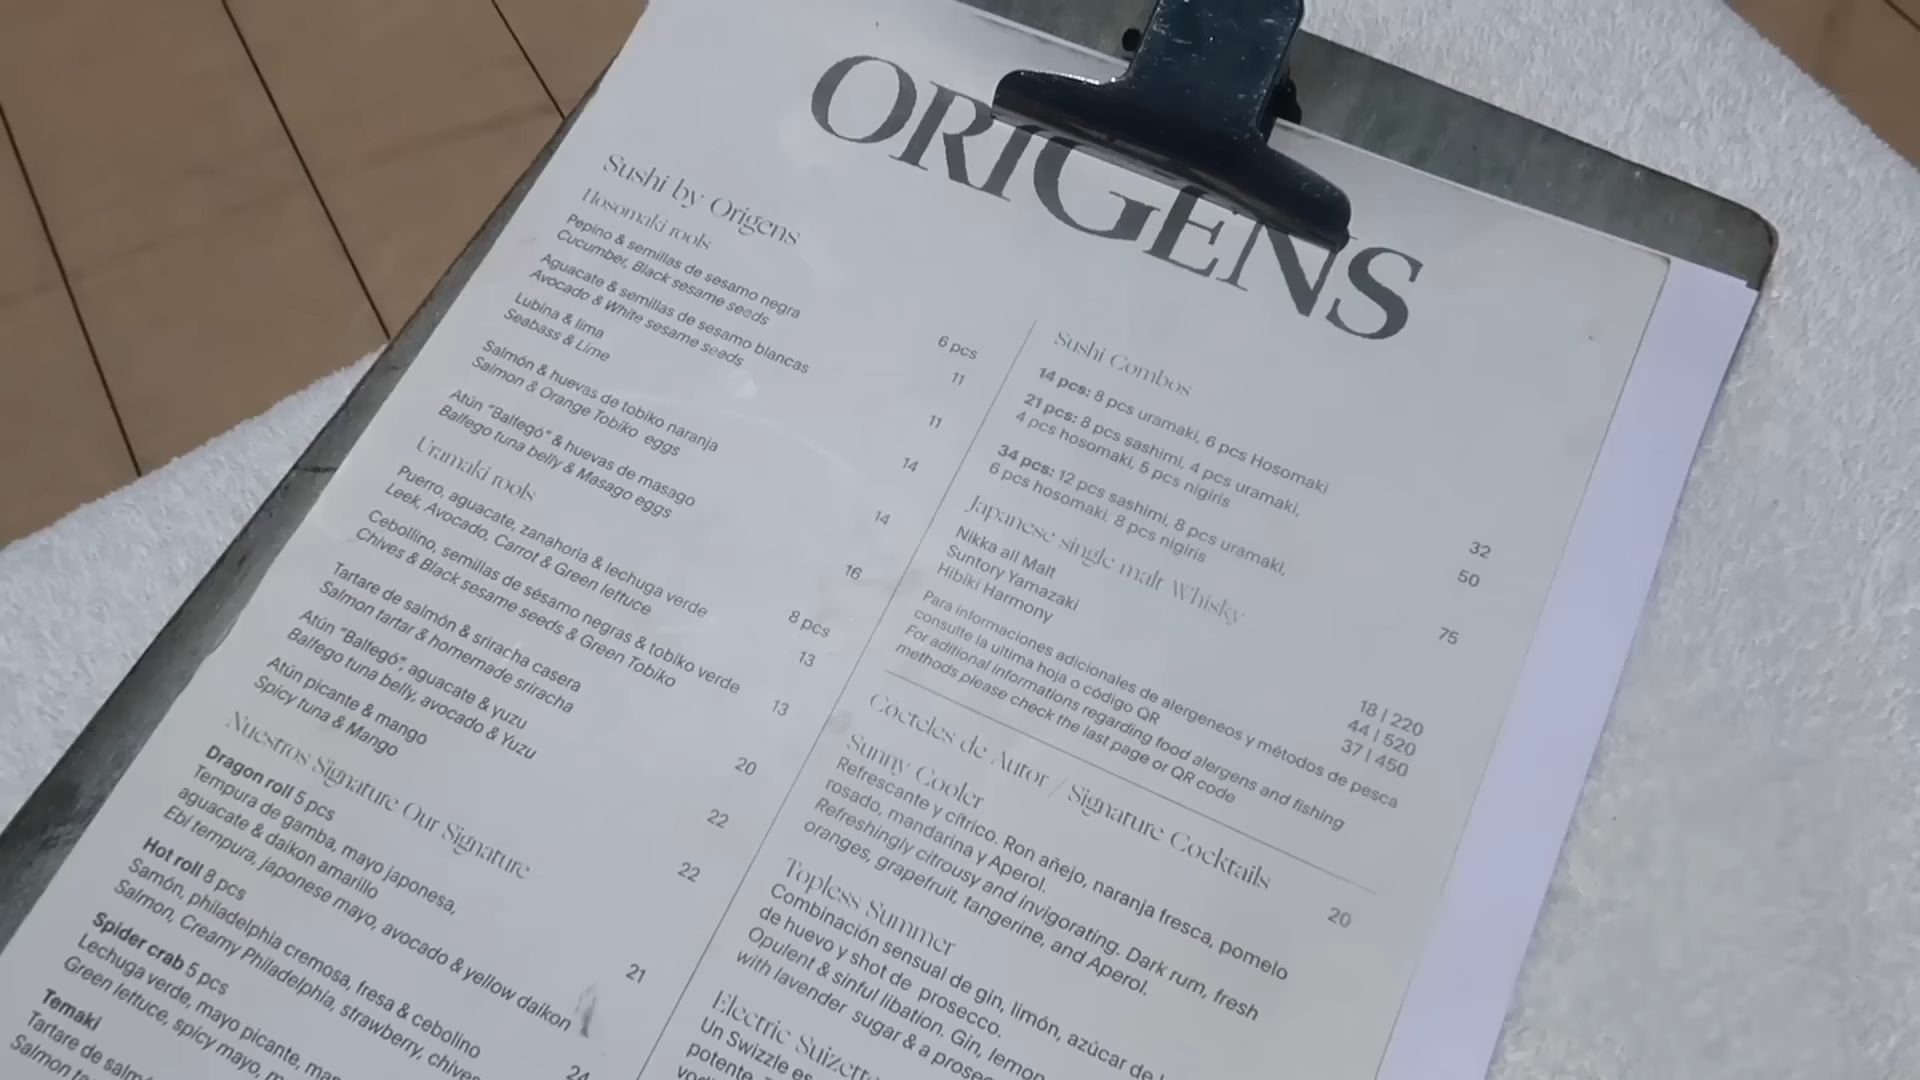 ORIGENS
Sushi by Origens
Hosomaki rools
6 pcs
Pepino & semillas de sesamo negra
Cucumber, Black sesame seeds
11
Aguacate & semillas de sesamo blancas
Avocado & White sesame seeds
11
Lubina & lima
Seabass & Lime
14
Salmón & huevas de tobiko naranja
Salmon & Orange Tobiko eggs
14
Atún "Balfegó" & huevas de masago
Balfego tuna belly & Masago eggs
16
Uramaki rools
8 pcs
Puerro, aguacate, zanahoria & lechuga verde
Leek, Avocado, Carrot & Green lettuce
13
Cebollino, semillas de sésamo negras & tobiko verde
Chives & Black sesame seeds & Green Tobiko
13
Tartare de salmón & sriracha casera
Salmon tartar & homemade sriracha
20
Atún "Balfegó", aguacate & yuzu
Balfego tuna belly, avocado & Yuzu
22
Atún picante & mango
Spicy tuna & Mango
22
Nuestros Signature Our Signature
Dragon roll 5 pcs
Tempura de gamba, mayo japonesa,
aguacate & daikon amarillo
Ebi tempura, japonese mayo, avocado & yellow daikon
21
Hot roll 8 pcs
Samón, philadelphia cremosa, fresa & cebolino
Salmon, Creamy Philadelphia, strawberry, chives
24
Spider crab 5 pcs
Lechuga verde, mayo picante,
Green lettuce, spicy mayo,
Temaki
Tartare de
Salmon
Sushi Combos
14 pcs: 8 pcs uramaki, 6 pcs Hosomaki
32
21 pcs: 8 pcs sashimi, 4 pcs uramaki,
4 pcs hosomaki, 5 pcs nigiris
50
34 pcs: 12 pcs sashimi, 8 pcs uramaki,
6 pcs hosomaki, 8 pcs nigiris
75
Japanese single malt Whisky
Nikka all Malt
18 | 220
Suntory Yamazaki
44 | 520
Hibiki Harmony
37 | 450
Para informaciones adicionales de alergeneos y métodos de pesca
consulte la ultima hoja o código QR
For aditional informations regarding food alergens and fishing
methods please check the last page or QR code
Cócteles de Autor / Signature Cocktails
Sunny Cooler
20
Refrescante y cítrico. Ron añejo, naranja fresca, pomelo
rosado, mandarina y Aperol.
Refreshingly citrousy and invigorating. Dark rum, fresh
oranges, grapefruit, tangerine, and Aperol.
Topless Summer
Combinación sensual de gin, limón, azúcar de
de huevo y shot de prosecco.
Opulent & sinful libation. Gin, lemon
with lavender sugar & a
Electric
Un Swizzle es
potente.